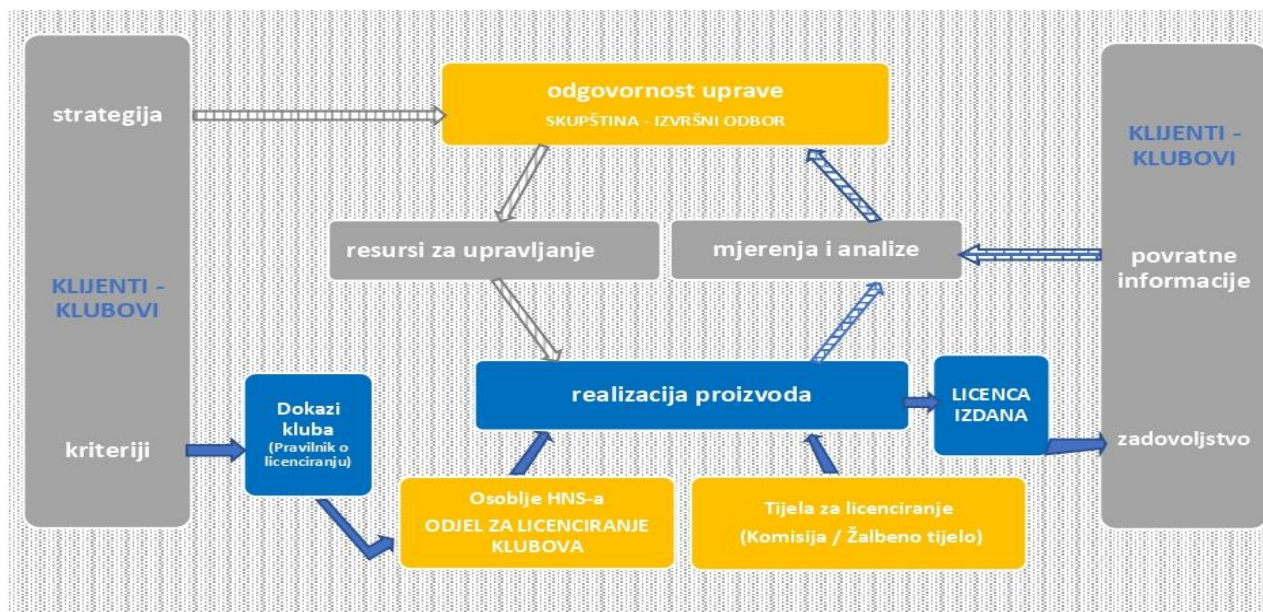 strategija
KLIJENTI -
KLUBOVI
kriteriji
odgovornost uprave
SKUPŠTINA - IZVRŠNI ODBOR
resursi za upravljanje
mjerenja i analize
realizacija proizvoda
Dokazi
kluba
(Pravilnik o
licenciranju)
Osoblje HNS-a
ODJEL ZA LICENCIRANJE
KLUBOVA
Tijela za licenciranje
(Komisija / Žalbeno tijelo)
LICENCA
IZDANA
KLIJENTI -
KLUBOVI
povratne
informacije
zadovoljstvo